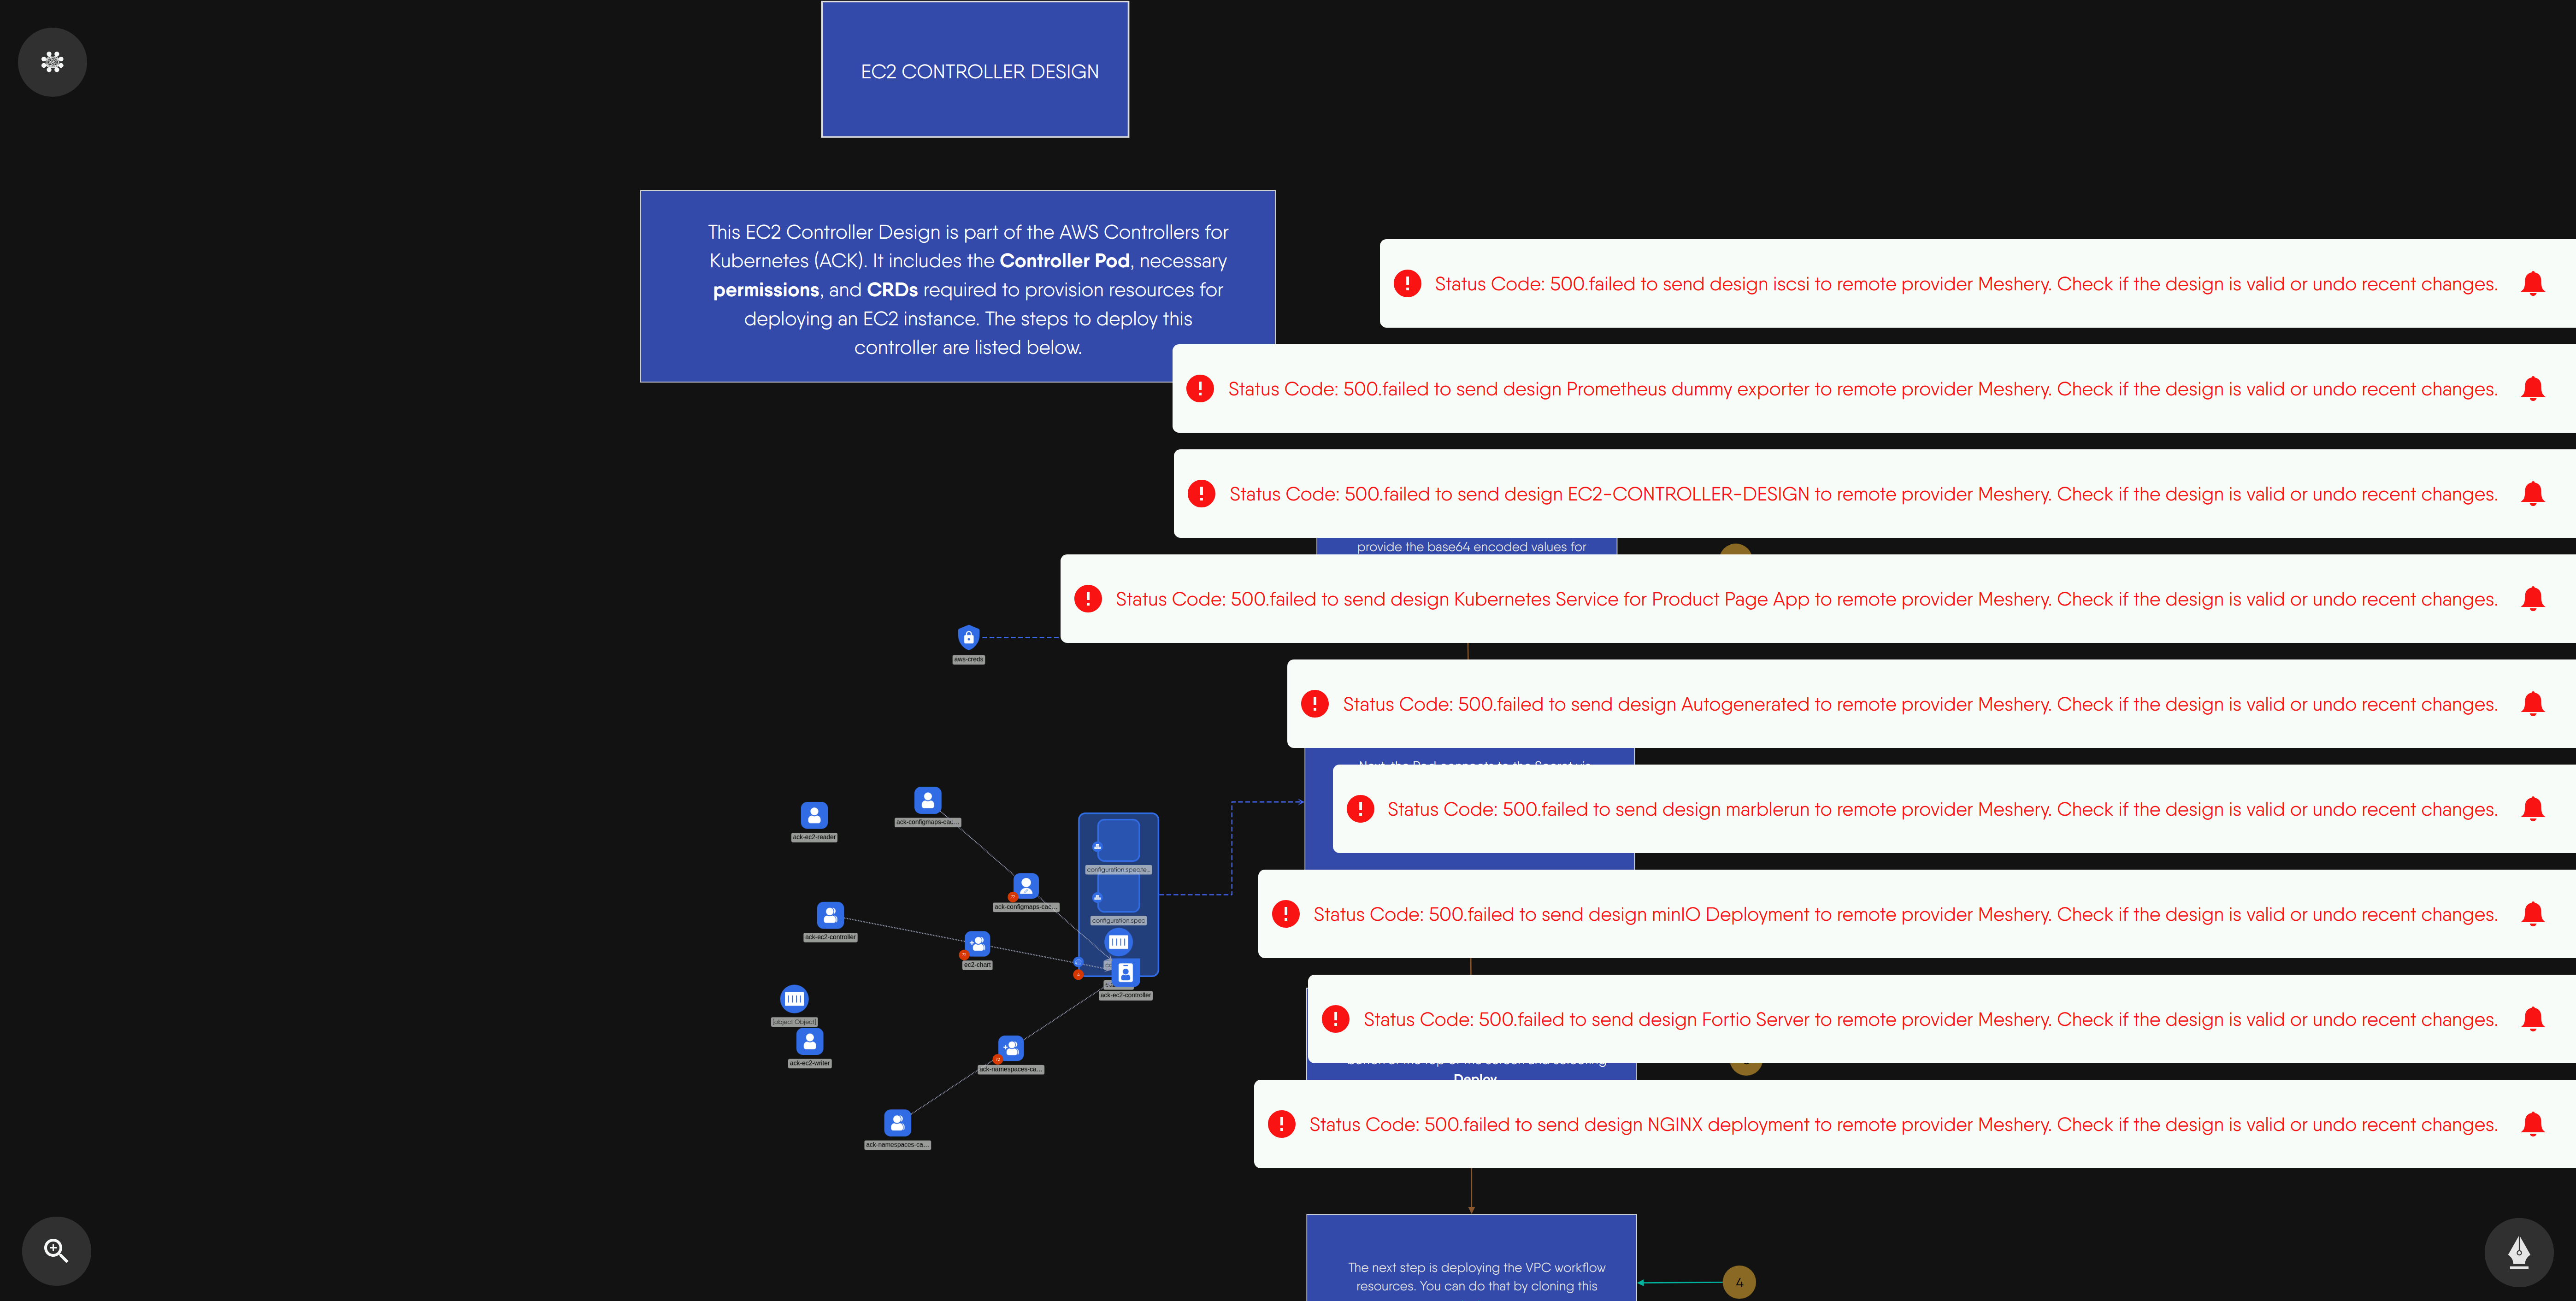 EC2 CONTROLLER DESIGN
This EC2 Controller Design is part of the AWS Controllers for
Kubernetes (ACK). It includes the Controller Pod, necessary
permissions, and CRDs required to provision resources for
deploying an EC2 instance. The steps to deploy this
controller are listed below.
Status Code: 500.failed to send design iscsi to remote provider Meshery. Check if the design is valid or undo recent changes.
Status Code: 500.failed to send design Prometheus dummy exporter to remote provider Meshery. Check if the design is valid or undo recent changes.
Status Code: 500.failed to send design EC2-CONTROLLER-DESIGN to remote provider Meshery. Check if the design is valid or undo recent changes.
provide the base64 encoded values for
Status Code: 500.failed to send design Kubernetes Service for Product Page App to remote provider Meshery. Check if the design is valid or undo recent changes.
aws-creds
Status Code: 500.failed to send design Autogenerated to remote provider Meshery. Check if the design is valid or undo recent changes.
Status Code: 500.failed to send design marblerun to remote provider Meshery. Check if the design is valid or undo recent changes.
ack-configmaps-cac...
ack-ec2-reader
configuration spec.te...
ack-configmaps-cac...
configuration spec
Status Code: 500.failed to send design minIO Deployment to remote provider Meshery. Check if the design is valid or undo recent changes.
ack-ec2-controller
ec2-chart
ack-ec2-controller
[object Object]
Status Code: 500.failed to send design Fortio Server to remote provider Meshery. Check if the design is valid or undo recent changes.
ack-ec2-writer
ack-namespaces-ca...
Deploy
Status Code: 500.failed to send design NGINX deployment to remote provider Meshery. Check if the design is valid or undo recent changes.
ack-namespaces-ca...
The next step is deploying the VPC workflow
resources. You can do that by cloning this
4